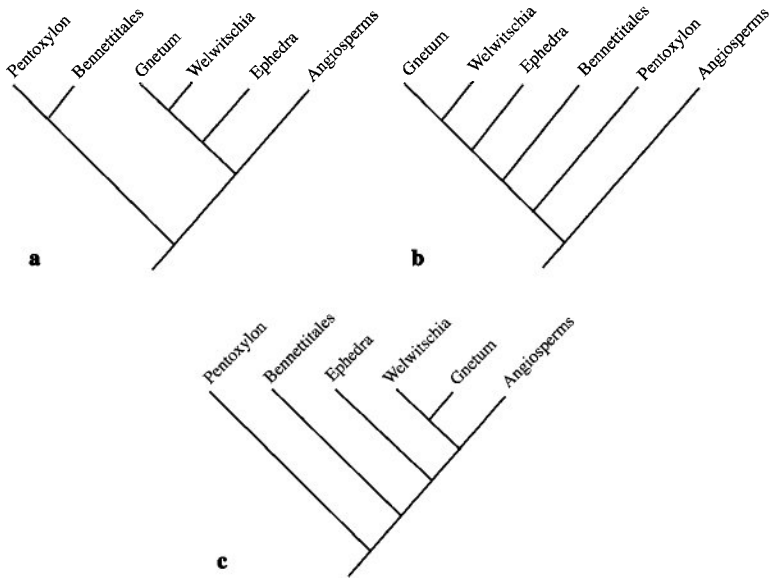 Pentoxylon
Bennettitales
Gnetum
Welwitschia
Ephedra
Angiosperms
a
Gnetum
Welwitschia
Ephedra
Bennettitales
Pentoxylon
Angiosperms
b
Pentoxylon
Bennettitales
Ephedra
Welwitschia
Gnetum
Angiosperms
c